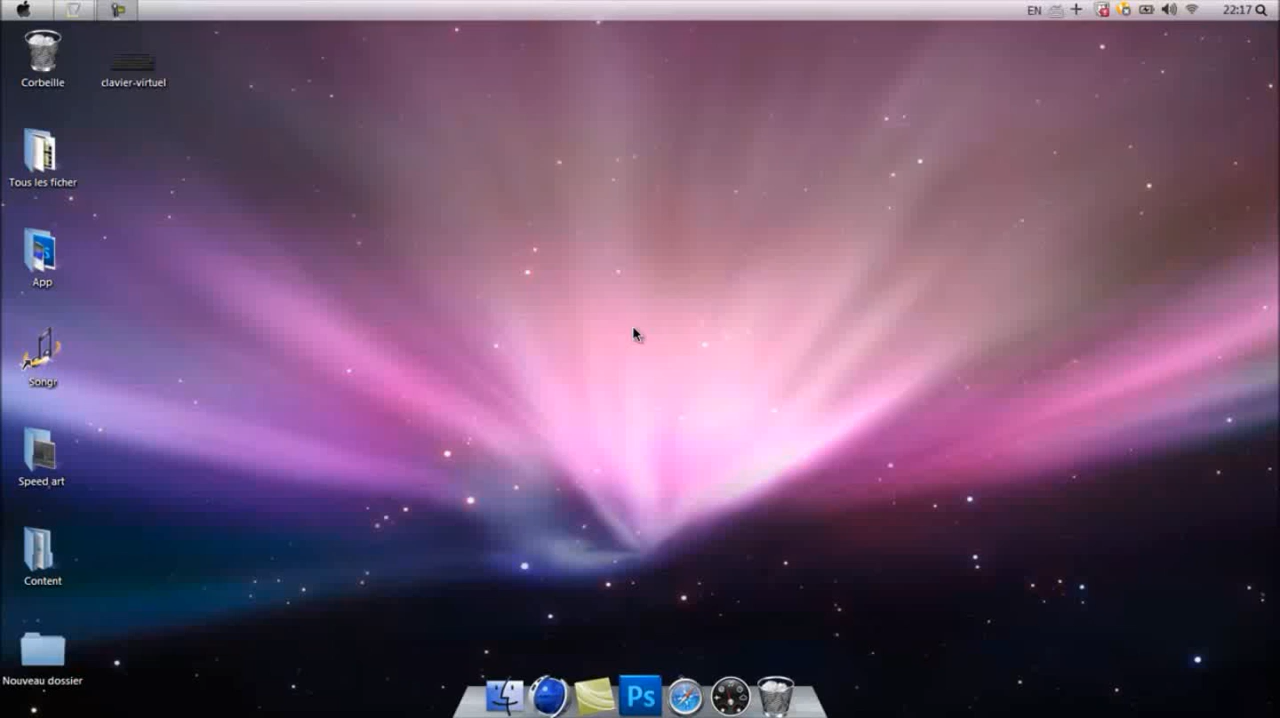 EN
22:17
Corbeille
clavier-virtuel
Tous les ficher
App
Songr
Speed art
Content
Nouveau dossier
Ps